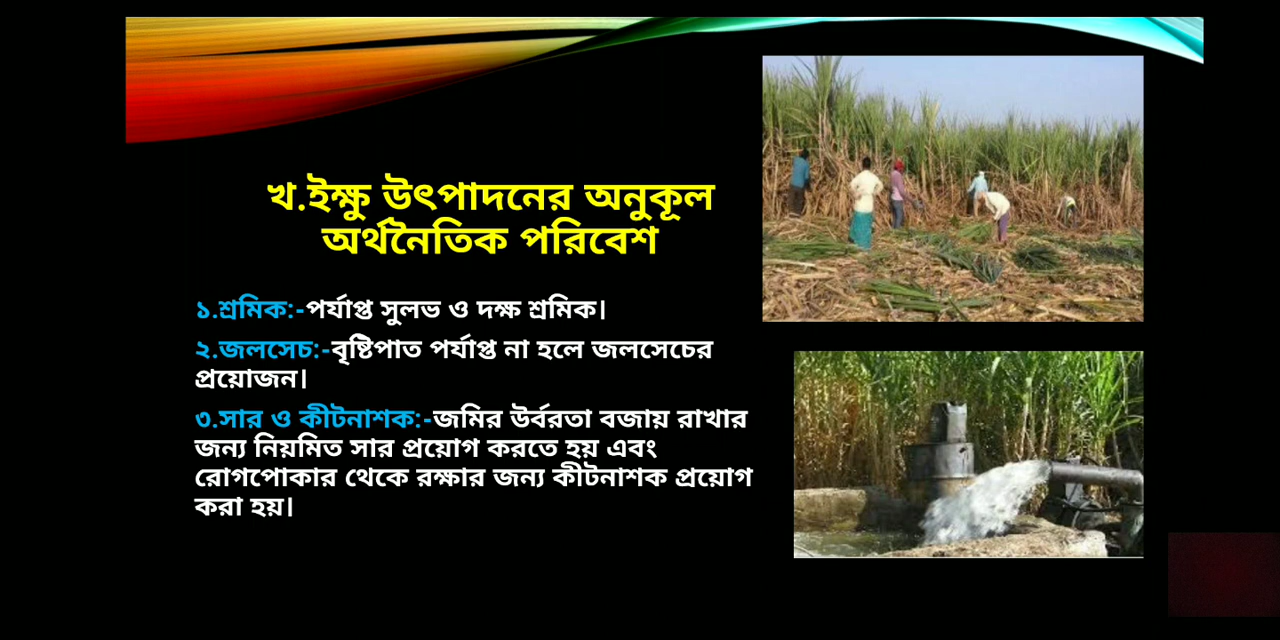 খ.ইক্ষু উৎপাদনের অনুকূল
অর্থনৈতিক পরিবেশ
১.শ্রমিক:-পর্যাপ্ত সুলভ ও দক্ষ শ্রমিক।
২.জলসেচ:-বৃষ্টিপাত পর্যাপ্ত না হলে জলসেচের
প্রয়োজন।
৩.সার ও কীটনাশক:-জমির উর্বরতা বজায় রাখার
জন্য নিয়মিত সার প্রয়োগ করতে হয় এবং
রোগপোকার থেকে রক্ষার জন্য কীটনাশক প্রয়োগ
করা হয়।